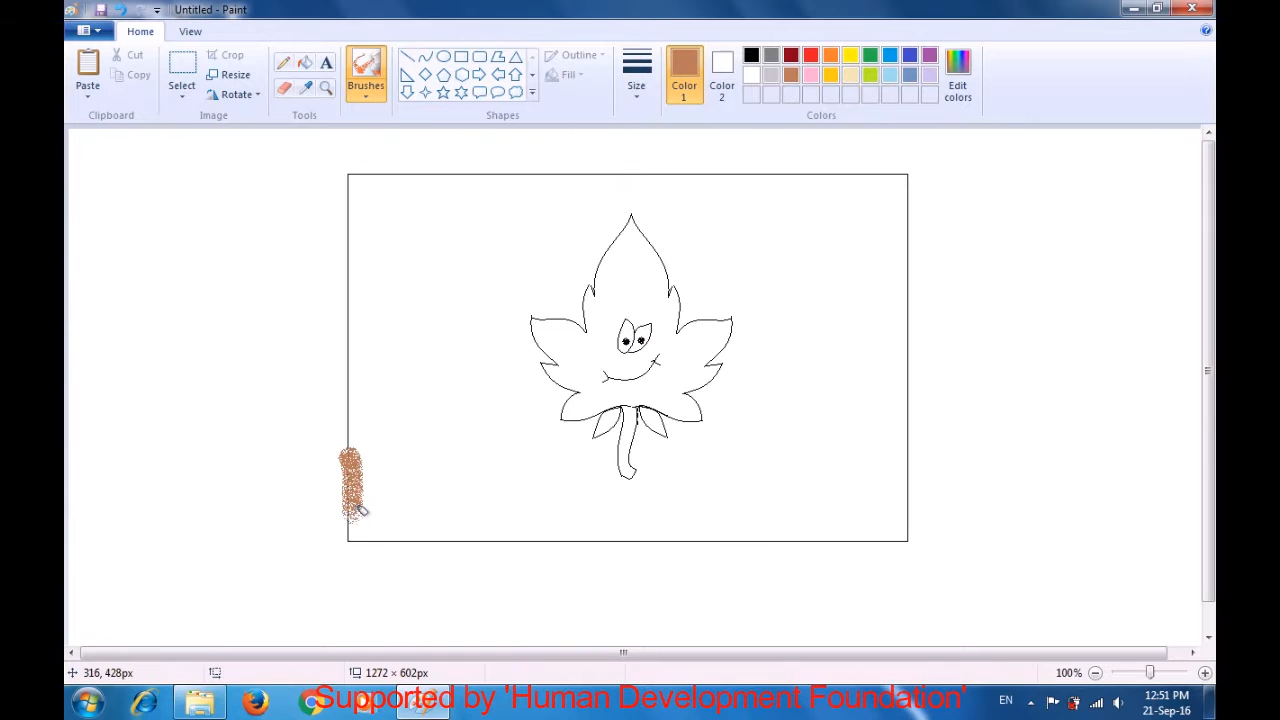 Untitled - Paint
Home View
Paste
Cut
Copy
Clipboard
Select
Crop
Resize
Rotate
Image
A
Tools
Brushes
Shapes
Outline
Fill
Size
Color 1
Color 2
Edit colors
Colors
316, 428px
1272 × 602px
100%
Supported by 'Human Development Foundation'
EN
12:51 PM
21-Sep-16